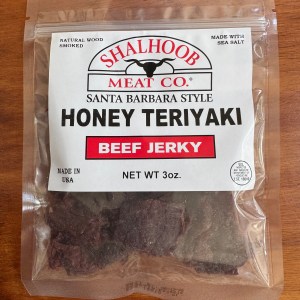 NATURAL WOOD
SMOKED
MADE WITH
SEA SALT
SHALHOOB
MEAT CO.®
SANTA BARBARA STYLE
HONEY TERIYAKI
BEEF JERKY
MADE IN
USA
NET WT 3oz.